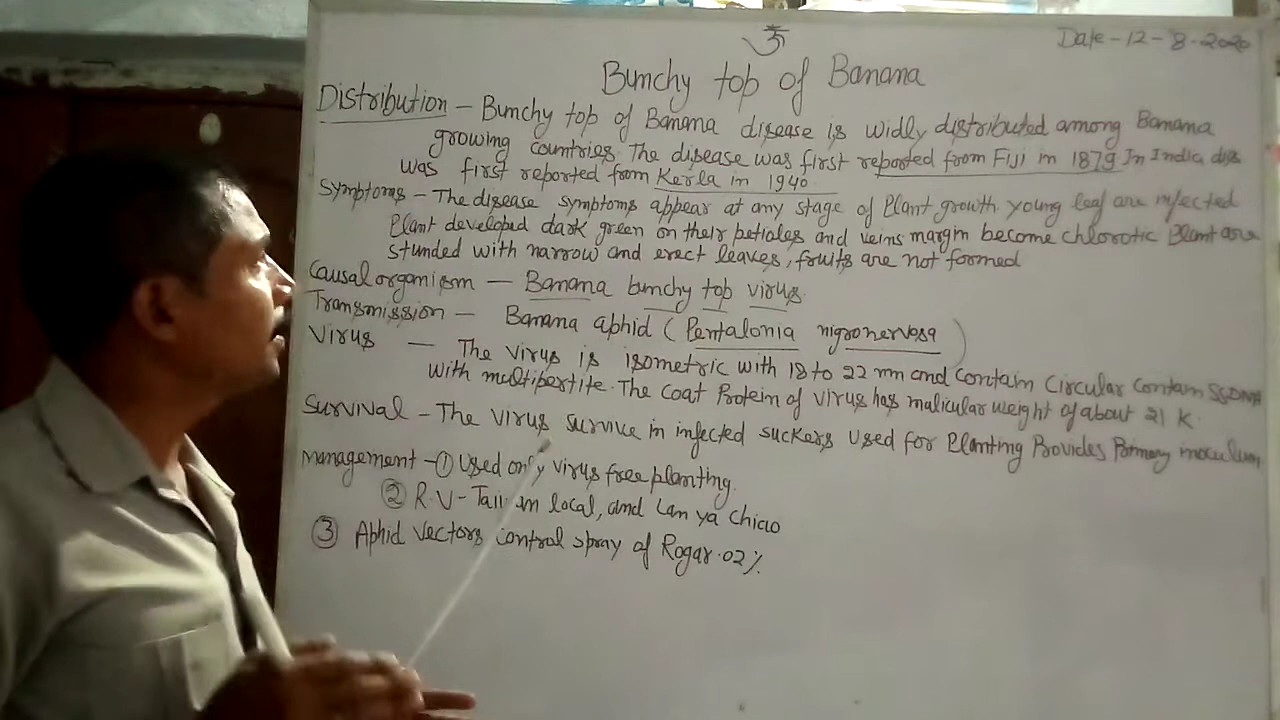 ॐ
Date-12-8-2020
Bunchy top of Banana
Distribution - Bunchy top of Banana disease is widly distributed among Banana
growing countries. The disease was first reported from Fiji in 1879 In India dis
was first reported from Kerla in 1940.
Symptoms - The disease symptoms appear at any stage of Plant growth young leaf are infected
Plant developed dark green on their petioles and veins margin become chlorotic Plant are
stunded with narrow and erect leaves, fruits are not formed
Causal organism - Banana bunchy top virus.
Transmission - Banana aphid (Pentalonia nigronervosa)
Virus - The virus is isometric with 18 to 22 nm and contain Circular contain SSDNA
with multipertite. The coat Protein of virus has malicular weight of about 21 K.
Survival - The virus survive in infected suckers used for Planting Provides Primary inoculum
Management - ① Used only virus free planting.
② R.V - Tall in local, and Lan ya chiao
③ Aphid vectors control spray of Rogar .02%.